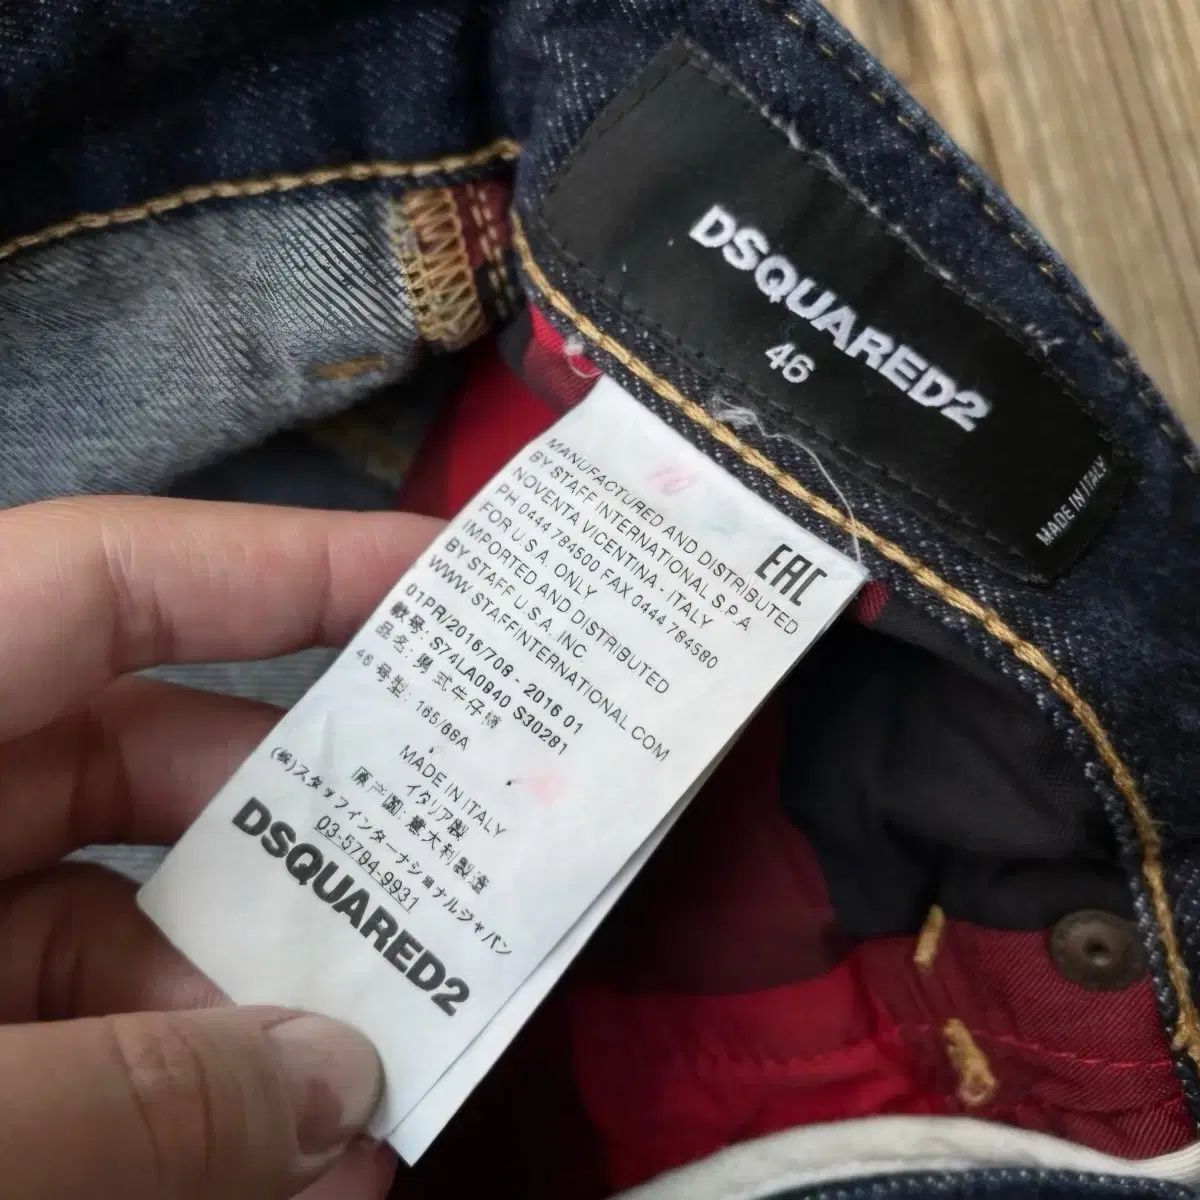 DSQUARED2
46
MADE IN ITALY
MANUFACTURED AND DISTRIBUTED
BY STAFF INTERNATIONAL S.P.A.
NOVENTA VICENTINA - ITALY
PH 0444 784500 FAX 0444 784580
FOR U.S.A. ONLY
IMPORTED AND DISTRIBUTED
BY STAFF U.S.A. INC.
WWW.STAFFINTERNATIONAL.COM
EAC
01PR/2016/708 - 2016 01
款号: S74LA0940 S30281
品名: 男式牛仔裤
46 号型: 165/66A
MADE IN ITALY
イタリア製
原产国: 意大利製造
(株)スタッフインターナショナルジャパン
03-5794-9931
DSQUARED2